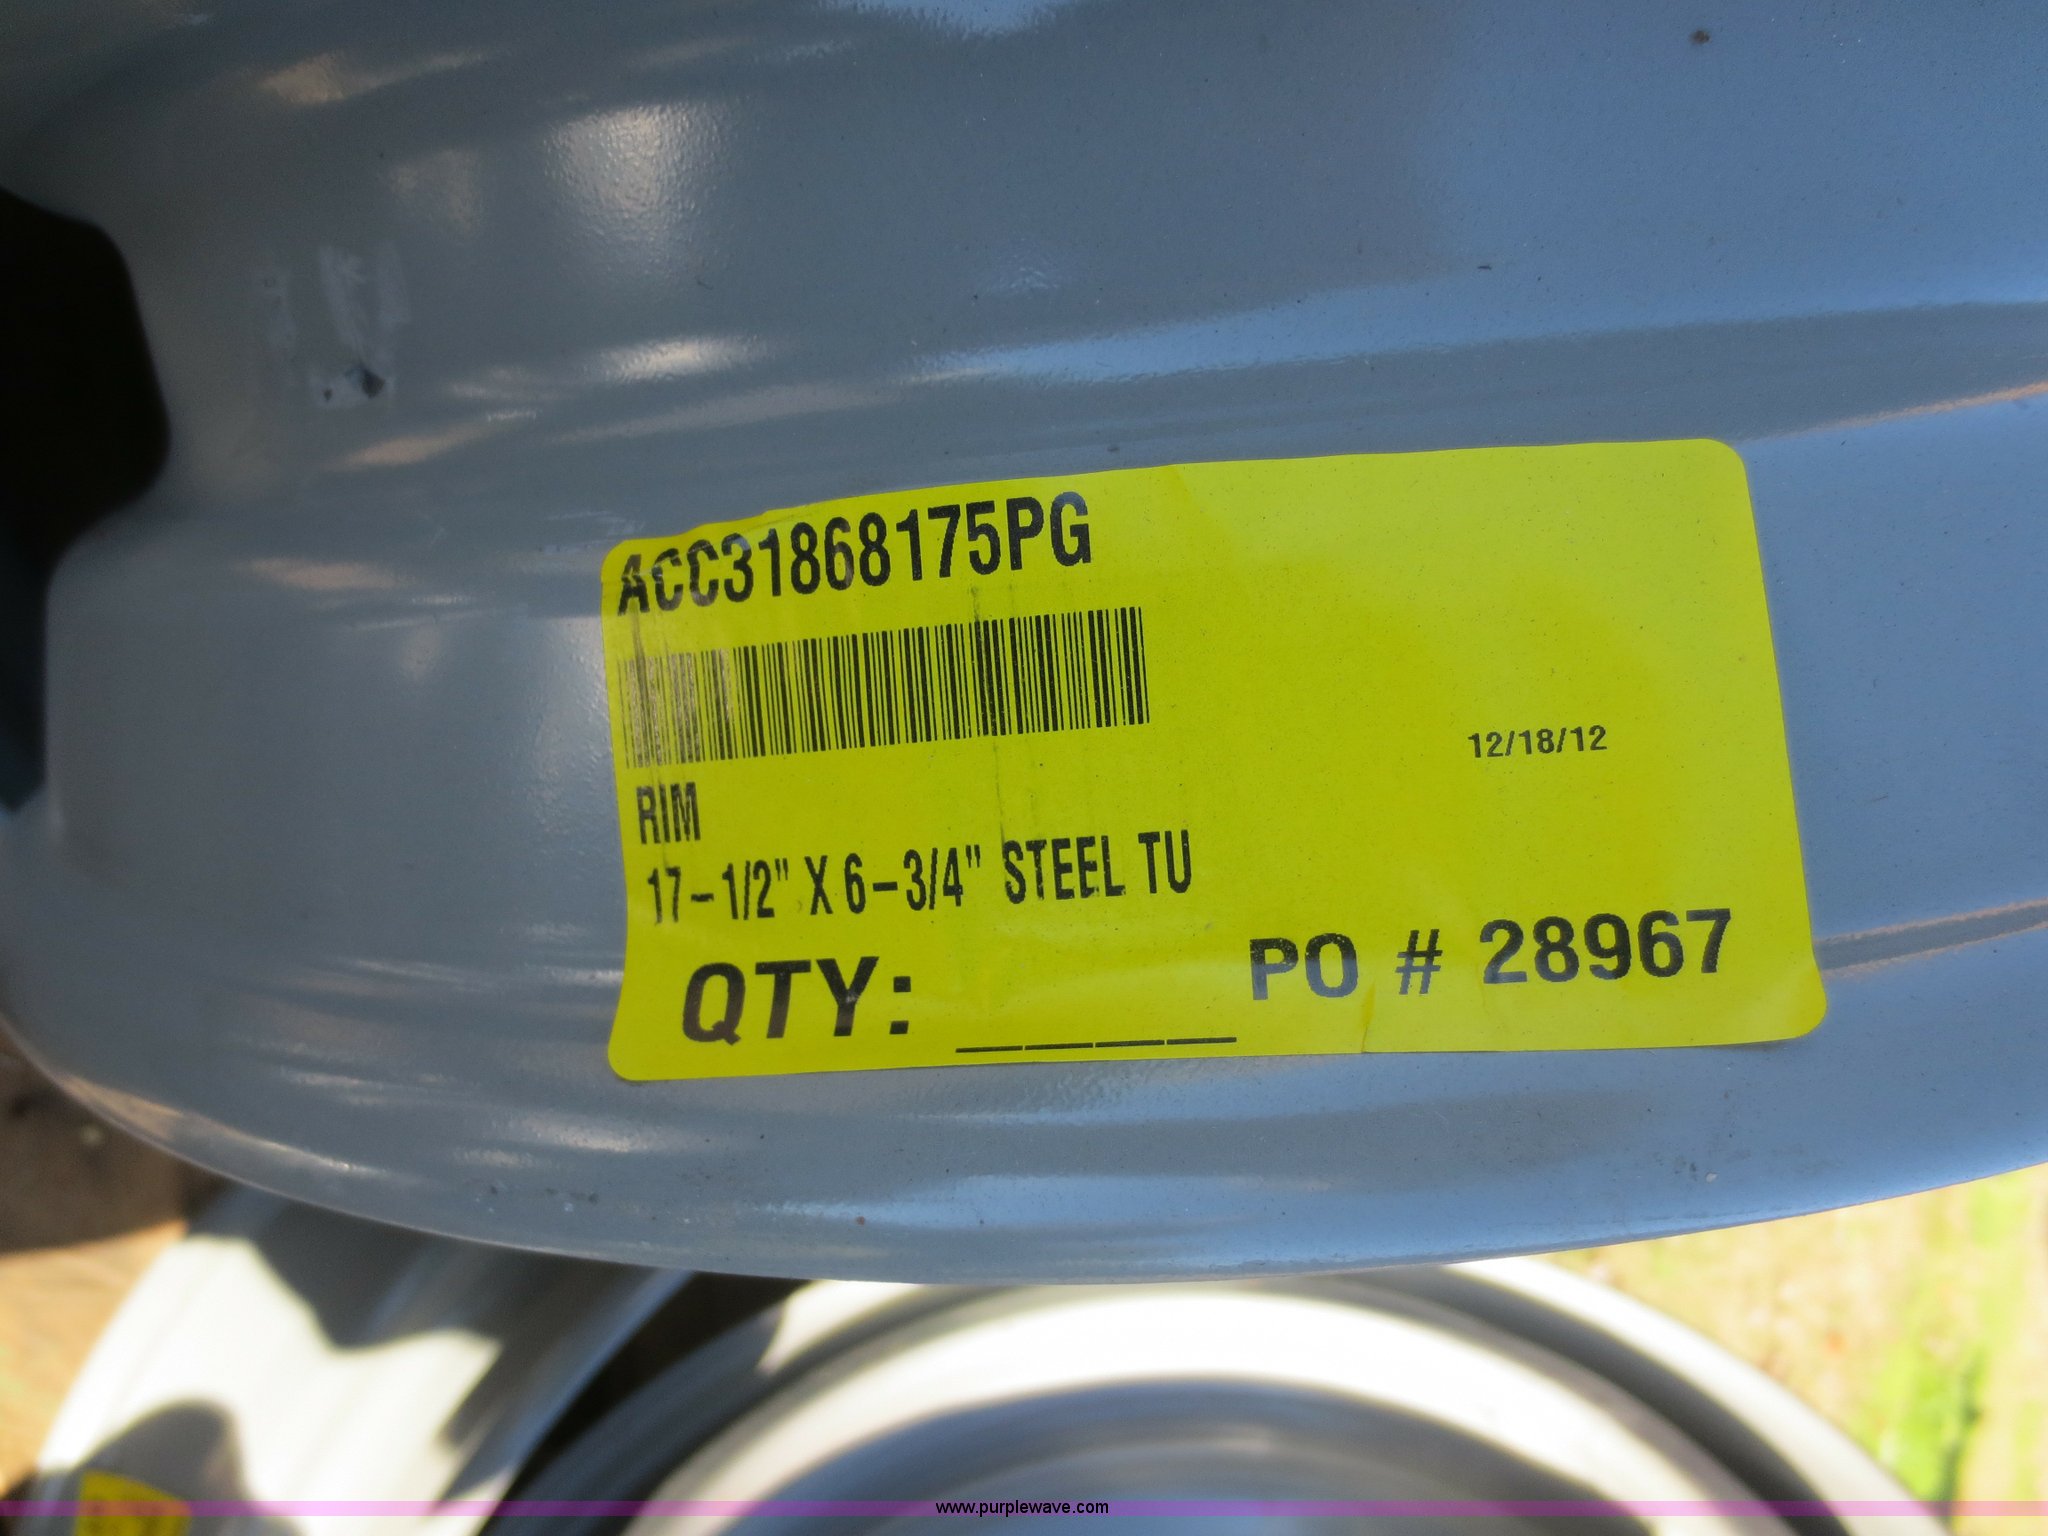 ACC31868175PG
12/18/12
RIM
17-1/2" X 6-3/4" STEEL TU
QTY: ____
PO # 28967
www.purplewave.com